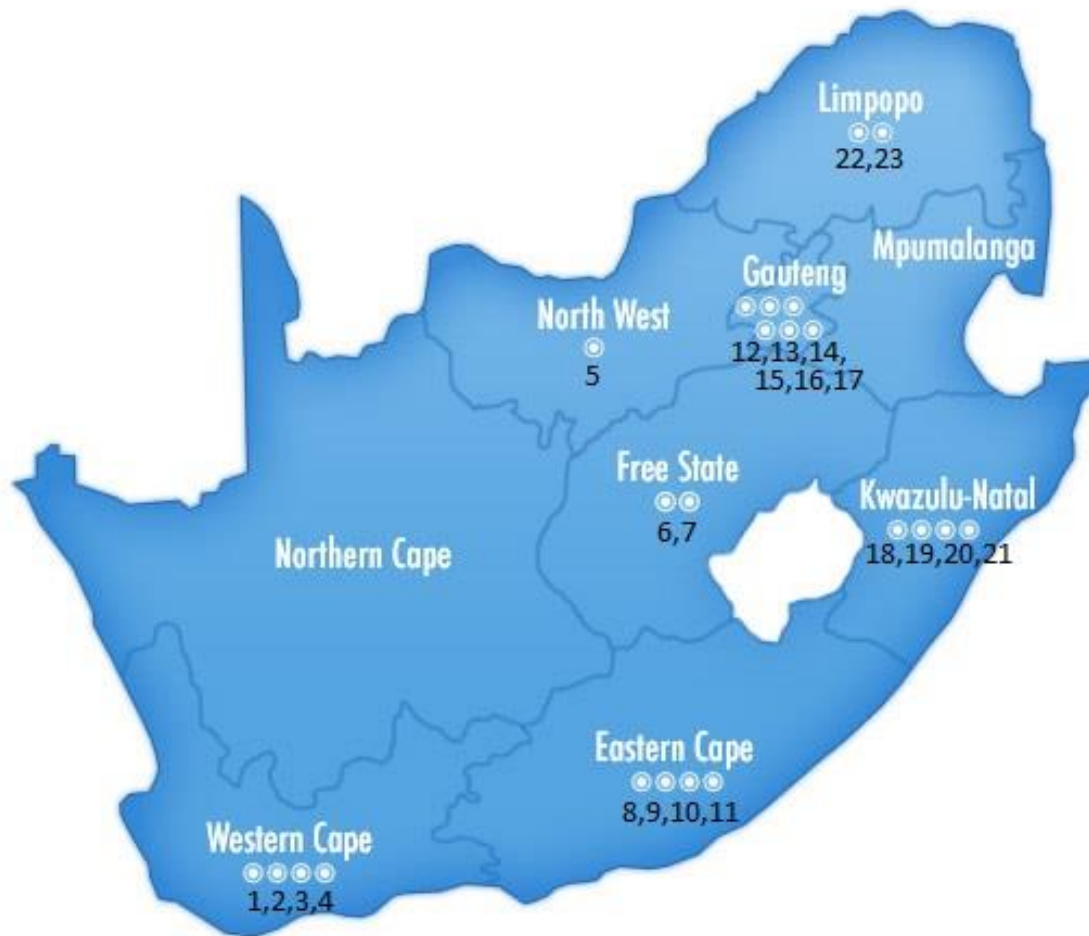 Limpopo
22,23
Mpumalanga
Gauteng
12,13,14,
15,16,17
North West
5
Free State
6,7
Kwazulu-Natal
18,19,20,21
Northern Cape
Eastern Cape
8,9,10,11
Western Cape
1,2,3,4